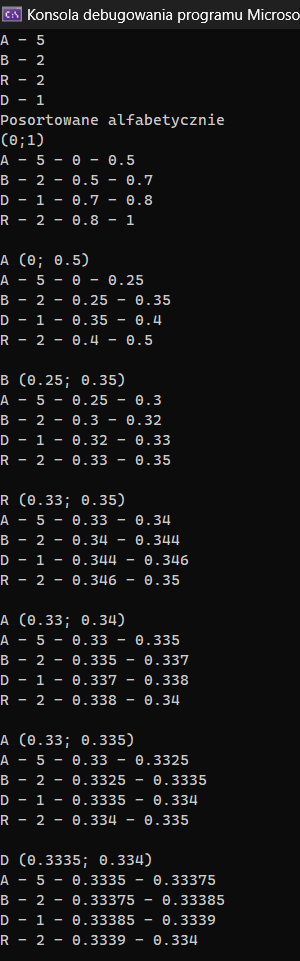 Konsola debugowania programu Microso
A - 5
B - 2
R - 2
D - 1
Posortowane alfabetycznie
(0;1)
A - 5 - 0 - 0.5
B - 2 - 0.5 - 0.7
D - 1 - 0.7 - 0.8
R - 2 - 0.8 - 1
A (0; 0.5)
A - 5 - 0 - 0.25
B - 2 - 0.25 - 0.35
D - 1 - 0.35 - 0.4
R - 2 - 0.4 - 0.5
B (0.25; 0.35)
A - 5 - 0.25 - 0.3
B - 2 - 0.3 - 0.32
D - 1 - 0.32 - 0.33
R - 2 - 0.33 - 0.35
R (0.33; 0.35)
A - 5 - 0.33 - 0.34
B - 2 - 0.34 - 0.344
D - 1 - 0.344 - 0.346
R - 2 - 0.346 - 0.35
A (0.33; 0.34)
A - 5 - 0.33 - 0.335
B - 2 - 0.335 - 0.337
D - 1 - 0.337 - 0.338
R - 2 - 0.338 - 0.34
A (0.33; 0.335)
A - 5 - 0.33 - 0.3325
B - 2 - 0.3325 - 0.3335
D - 1 - 0.3335 - 0.334
R - 2 - 0.334 - 0.335
D (0.3335; 0.334)
A - 5 - 0.3335 - 0.33375
B - 2 - 0.33375 - 0.33385
D - 1 - 0.33385 - 0.3339
R - 2 - 0.3339 - 0.334